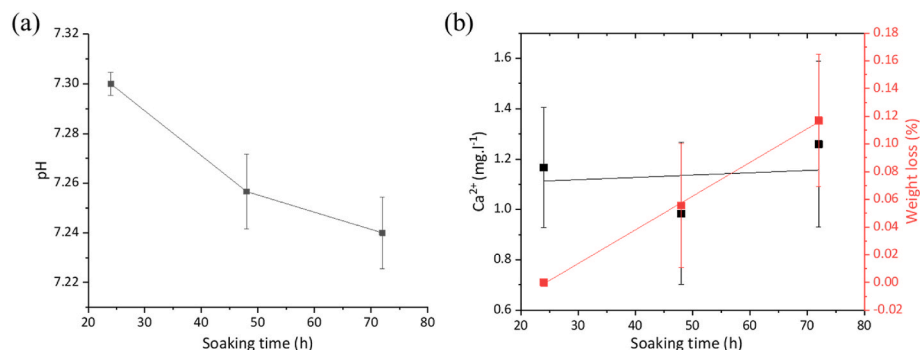 (a)
7.32
7.30
7.28
7.26
7.24
7.22
pH
20 30 40 50 60 70 80
Soaking time (h)
(b)
1.6
1.4
1.2
1.0
0.8
0.6
Ca²⁺ (mg.l⁻¹)
0.18
0.16
0.14
0.12
0.10
0.08
0.06
0.04
0.02
0.00
-0.02
Weight loss (%)
20 30 40 50 60 70 80
Soaking time (h)